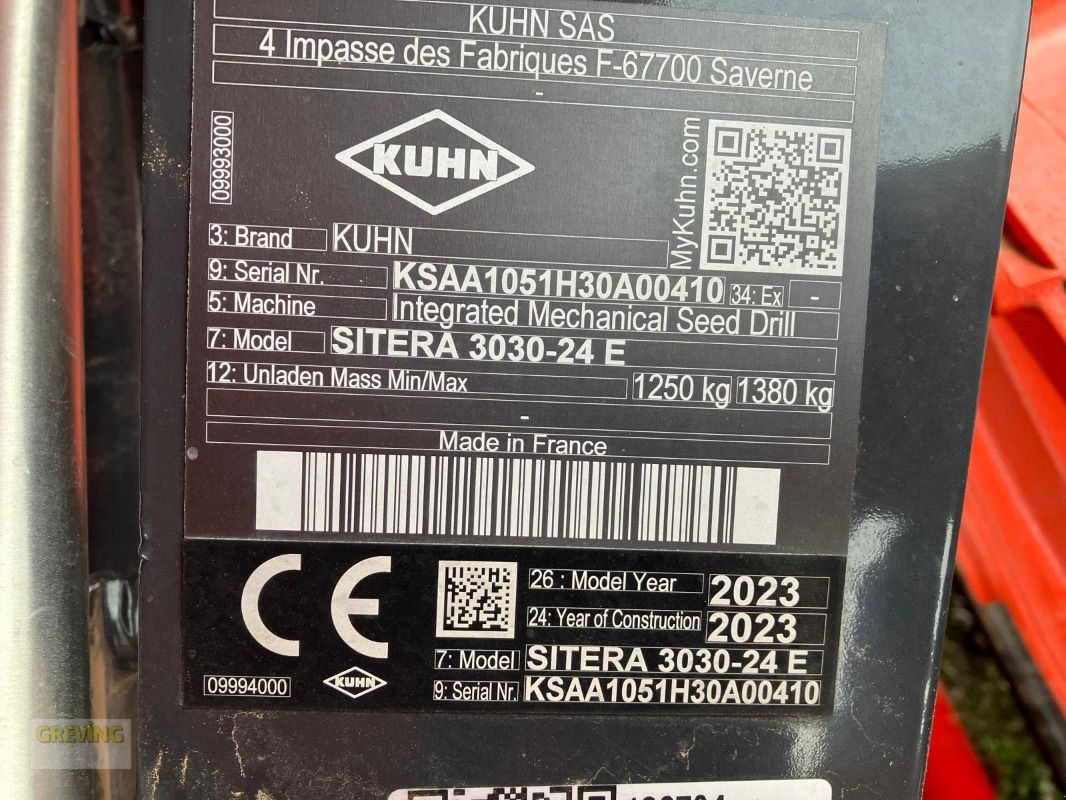 KUHN SAS
4 Impasse des Fabriques F-67700 Saverne
-
09993000
KUHN
MyKuhn.com
3: Brand KUHN
9: Serial Nr. KSAA1051H30A00410 34: Ex -
5: Machine Integrated Mechanical Seed Drill
7: Model SITERA 3030-24 E
12: Unladen Mass Min/Max 1250 kg 1380 kg
-
Made in France
CE
26 : Model Year 2023
24: Year of Construction 2023
7: Model SITERA 3030-24 E
9: Serial Nr. KSAA1051H30A00410
09994000
KUHN
GREVING